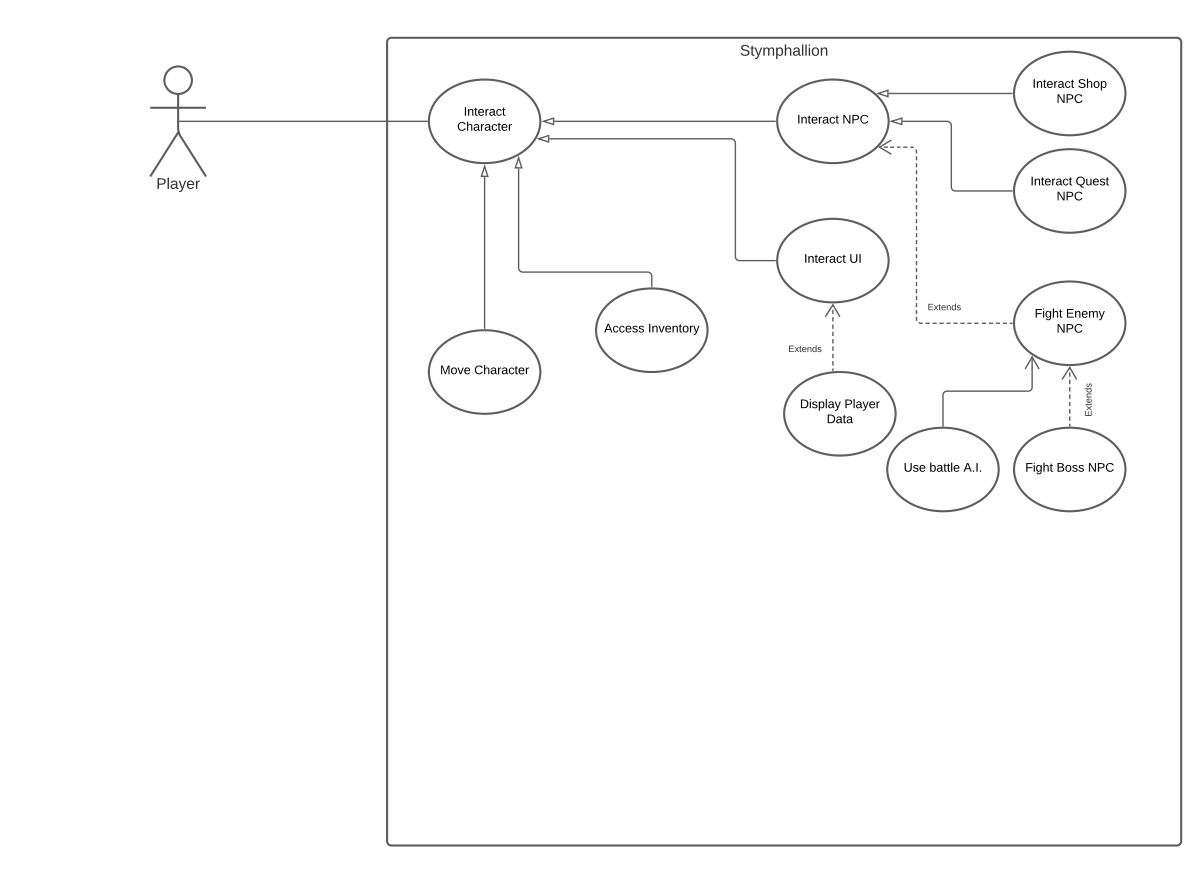 Stymphallion
Player
Interact
Character
Interact NPC
Interact Shop
NPC
Interact Quest
NPC
Interact UI
Access Inventory
Move Character
Extends
Fight Enemy
NPC
Extends
Display Player
Data
Extends
Use battle A.I.
Fight Boss NPC